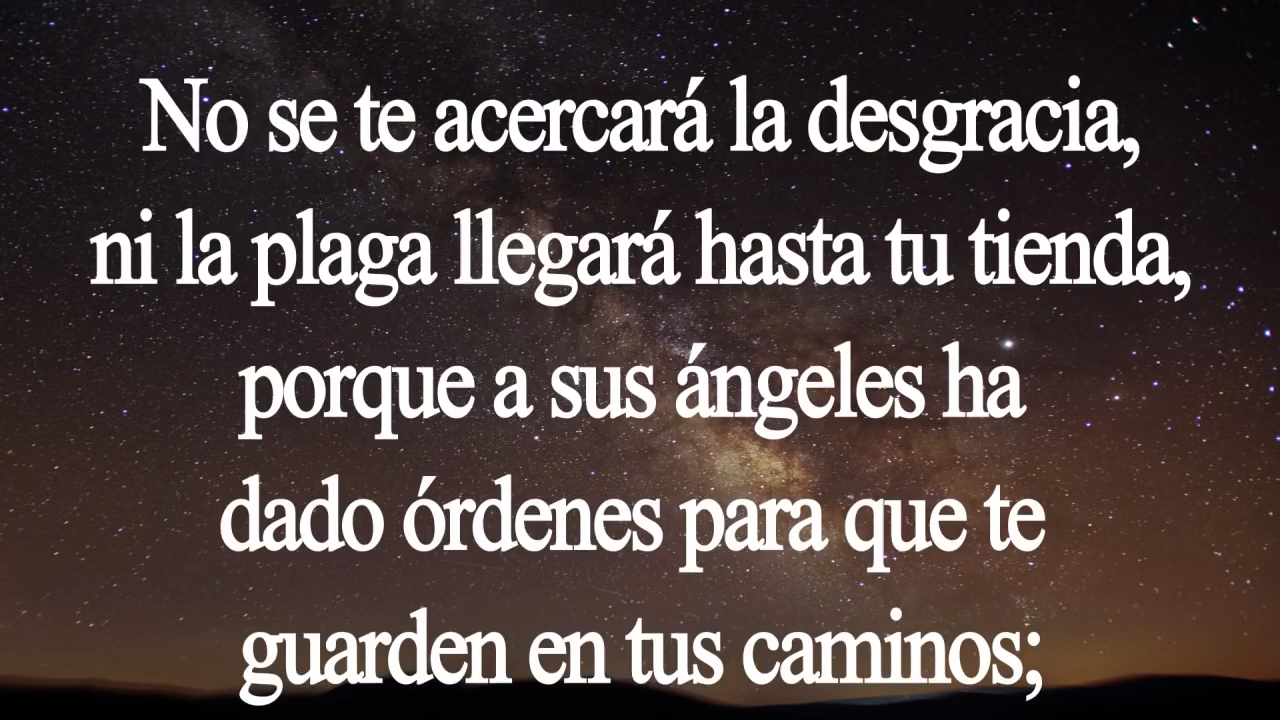 No se te acercará la desgracia,
ni la plaga llegará hasta tu tienda,
porque a sus ángeles ha
dado órdenes para que te
guarden en tus caminos;